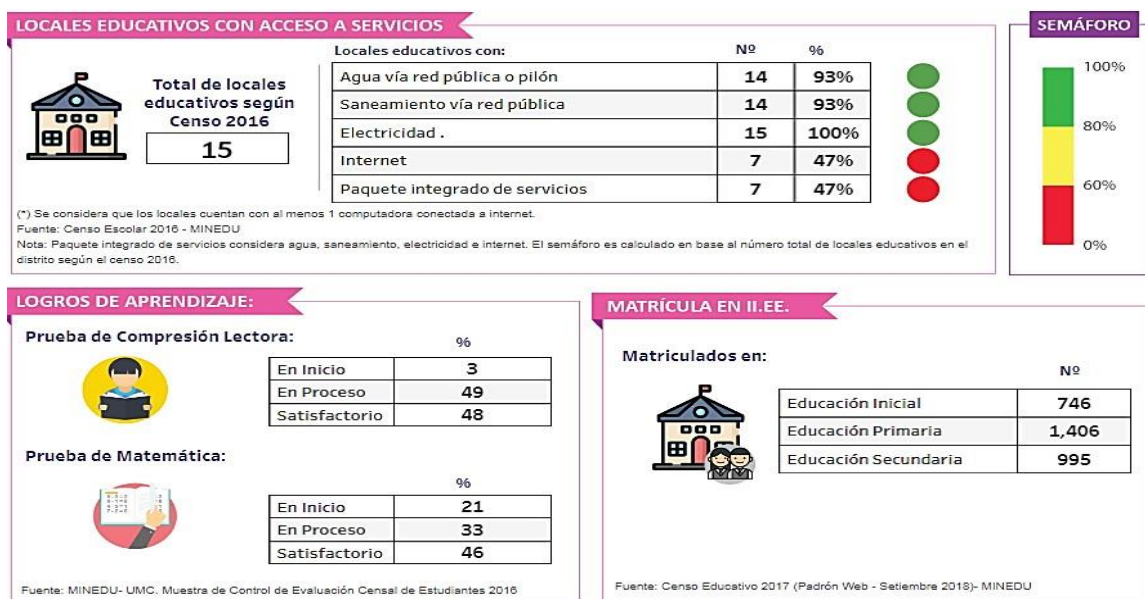 LOCALES EDUCATIVOS CON ACCESO A SERVICIOS
Total de locales
educativos según
Censo 2016
15
Locales educativos con: Nº %
Agua vía red pública o pilón 14 93%
Saneamiento vía red pública 14 93%
Electricidad . 15 100%
Internet 7 47%
Paquete integrado de servicios 7 47%
(*) Se considera que los locales cuentan con al menos 1 computadora conectada a internet.
Fuente: Censo Escolar 2016 - MINEDU
Nota: Paquete integrado de servicios considera agua, saneamiento, electricidad e internet. El semáforo es calculado en base al número total de locales educativos en el
distrito según el censo 2016.
SEMÁFORO
100%
80%
60%
0%
LOGROS DE APRENDIZAJE:
Prueba de Compresión Lectora:
%
En Inicio 3
En Proceso 49
Satisfactorio 48
Prueba de Matemática:
%
En Inicio 21
En Proceso 33
Satisfactorio 46
Fuente: MINEDU- UMC. Muestra de Control de Evaluación Censal de Estudiantes 2016
MATRÍCULA EN II.EE.
Matriculados en:
Nº
Educación Inicial 746
Educación Primaria 1,406
Educación Secundaria 995
Fuente: Censo Educativo 2017 (Padrón Web - Setiembre 2018)- MINEDU